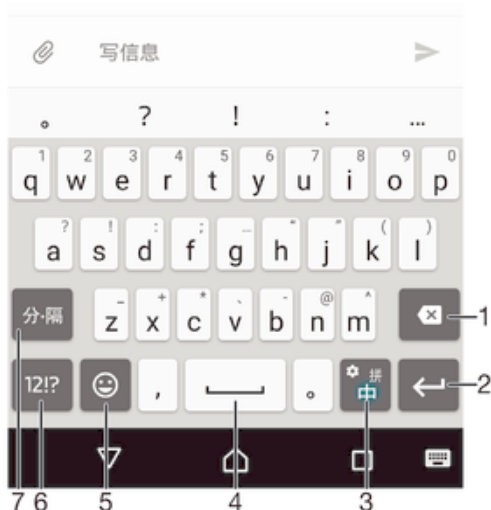 写信息
。 ? ! : ...
1 2 3 4 5 6 7 8 9 0
q w e r t y u i o p
? ! : ; ... " " ( )
a s d f g h j k l
_ + * 、 - @ ^
分·隔 z x c v b n m 1
12!? , 。 拼 中 2
7 6 5 4 3